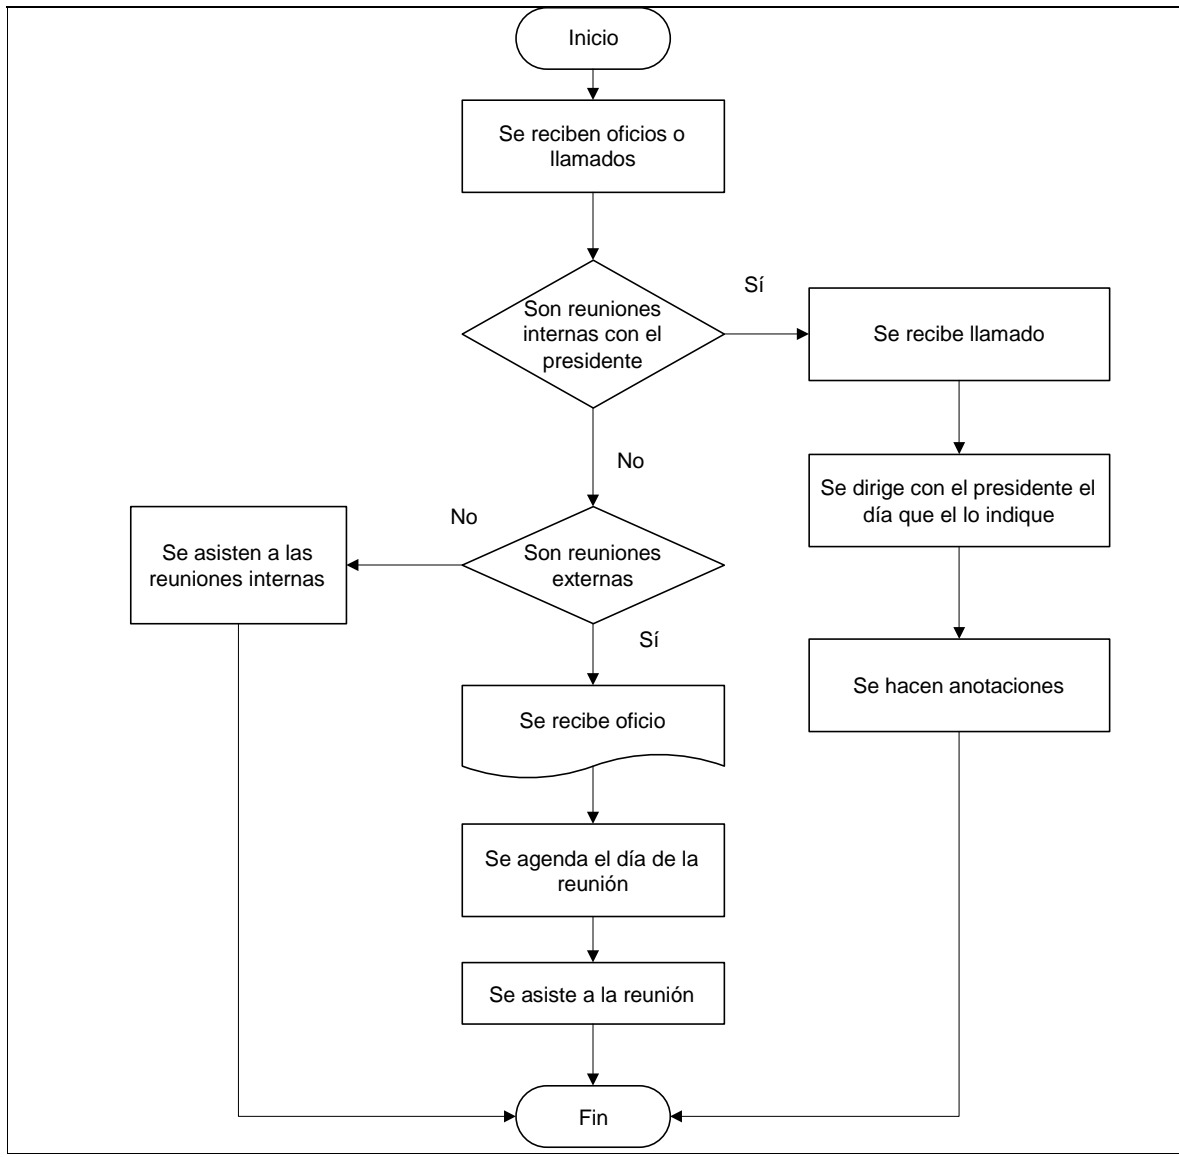 Inicio
Se reciben oficios o
llamados
Son reuniones
internas con el
presidente
Sí
Se recibe llamado
Se dirige con el presidente el
día que el lo indique
Se hacen anotaciones
No
Son reuniones
externas
No
Se asisten a las
reuniones internas
Sí
Se recibe oficio
Se agenda el día de la
reunión
Se asiste a la reunión
Fin